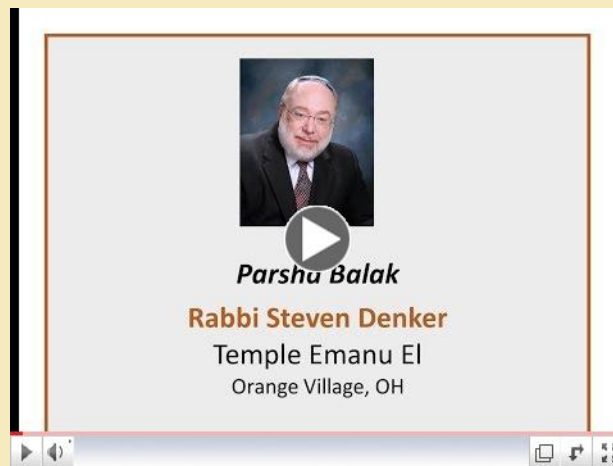 Parsha Balak
Rabbi Steven Denker
Temple Emanu El
Orange Village, OH